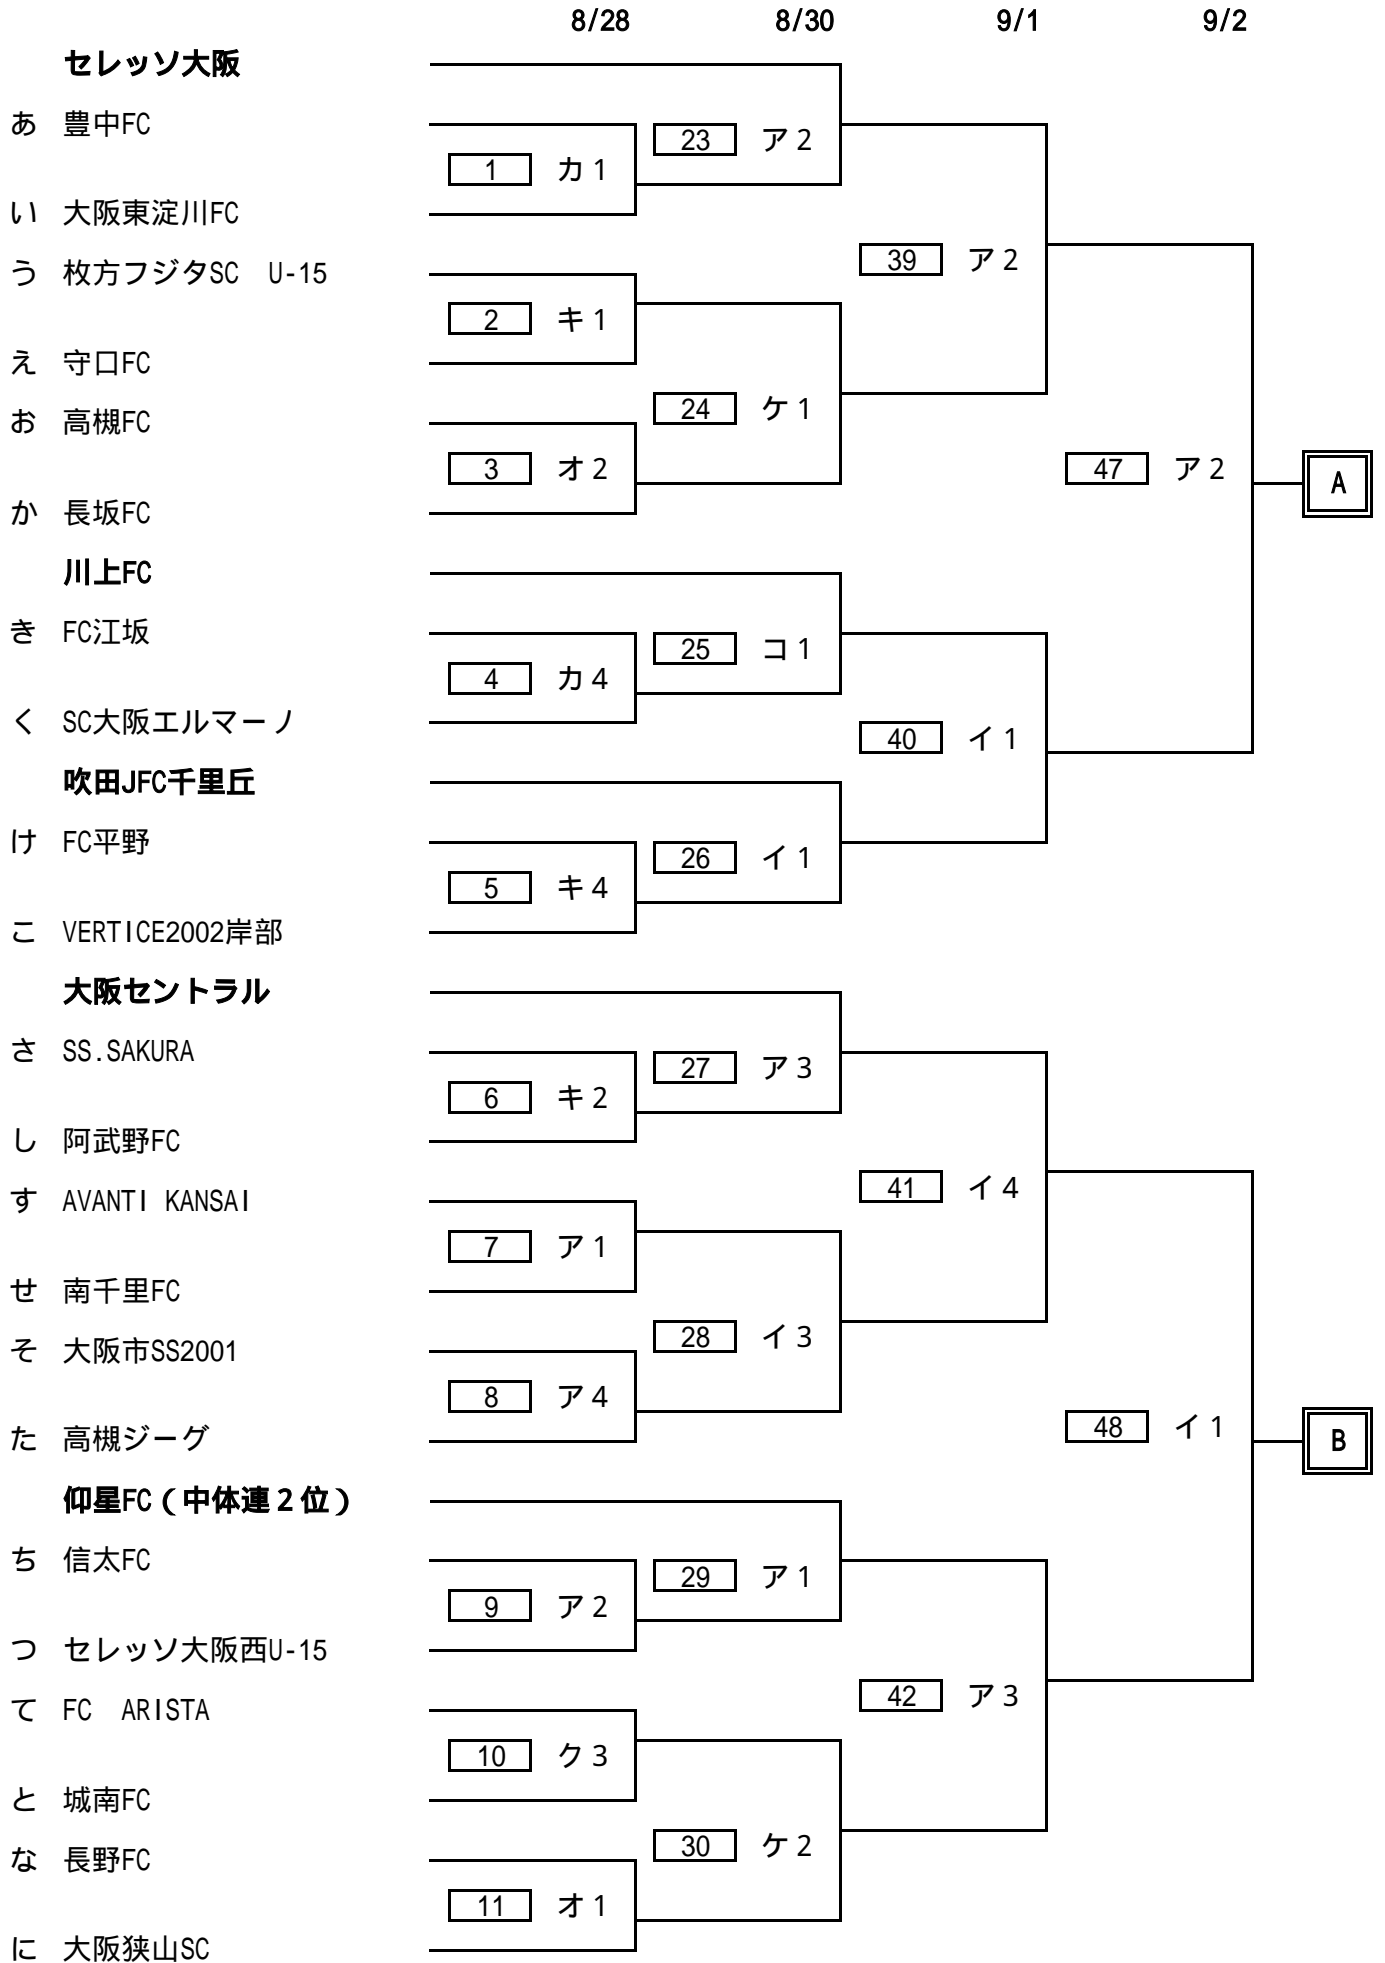 8/28 8/30 9/1 9/2
セレッソ大阪
あ 豊中FC
23 ア2
1 カ1
い 大阪東淀川FC
39 ア2
う 枚方フジタSC　U-15
2 キ1
え 守口FC
24 ケ1
お 高槻FC
3 オ2
47 ア2
A
か 長坂FC
川上FC
き FC江坂
25 コ1
4 カ4
く SC大阪エルマーノ
40 イ1
吹田JFC千里丘
け FC平野
26 イ1
5 キ4
こ VERTICE2002岸部
大阪セントラル
さ SS.SAKURA
27 ア3
6 キ2
し 阿武野FC
41 イ4
す AVANTI KANSAI
7 ア1
せ 南千里FC
28 イ3
そ 大阪市SS2001
8 ア4
た 高槻ジーグ
48 イ1
B
仰星FC（中体連２位）
ち 信太FC
29 ア1
9 ア2
つ セレッソ大阪西U-15
42 ア3
て FC　ARISTA
10 ク3
と 城南FC
30 ケ2
な 長野FC
11 オ1
に 大阪狭山SC